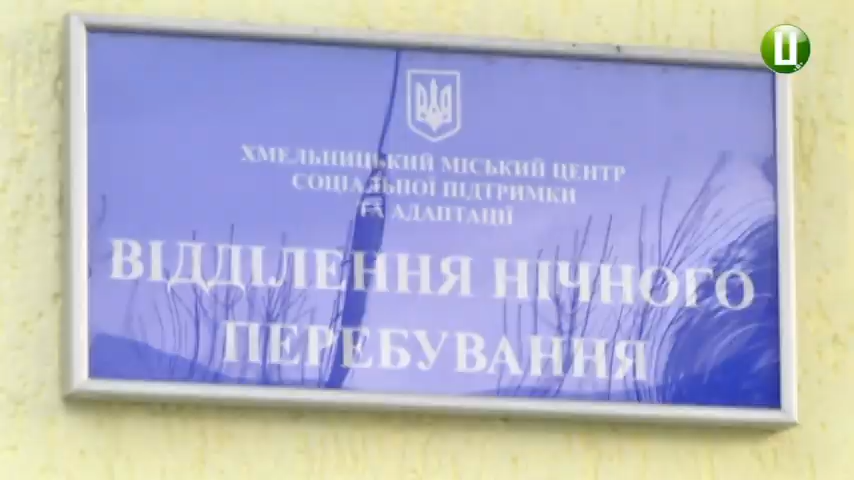 ХМЕЛЬНИЦЬКИЙ МІСЬКИЙ ЦЕНТР
СОЦІАЛЬНОЇ ПІДТРИМКИ
ТА АДАПТАЦІЇ
ВІДДІЛЕННЯ НІЧНОГО
ПЕРЕБУВАННЯ